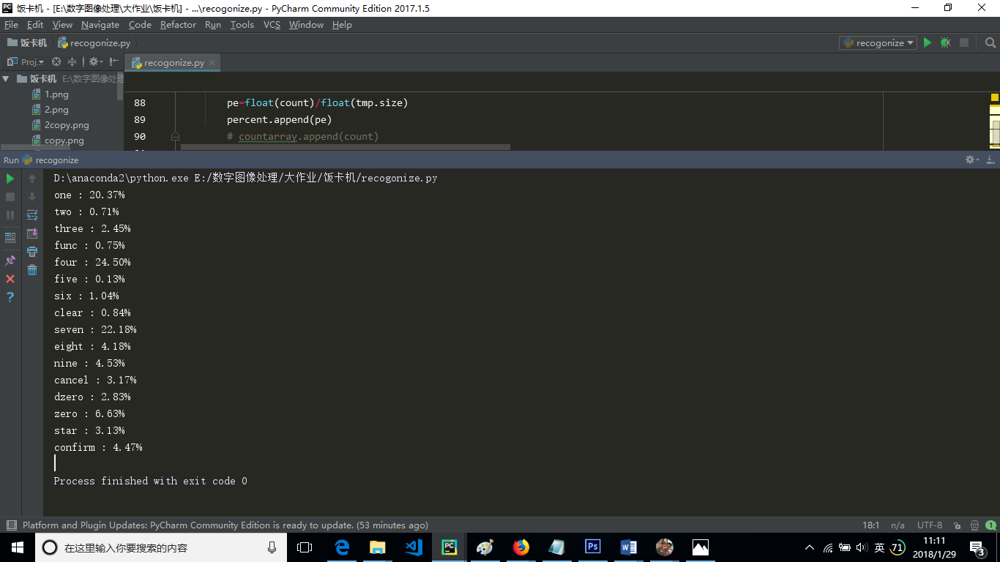 饭卡机 - [E:\数字图像处理\大作业\饭卡机] - ...\recogonize.py - PyCharm Community Edition 2017.1.5
File Edit View Navigate Code Refactor Run Tools VCS Window Help
饭卡机 recogonize.py recogonize
Proj. recogonize.py
饭卡机 E:\数字图像处理
1.png
2.png
2copy.png
copy.png
88 pe=float(count)/float(tmp.size)
89 percent.append(pe)
90 # countarray.append(count)
Run recogonize
D:\anaconda2\python.exe E:/数字图像处理/大作业/饭卡机/recogonize.py
one : 20.37%
two : 0.71%
three : 2.45%
func : 0.75%
four : 24.50%
five : 0.13%
six : 1.04%
clear : 0.84%
seven : 22.18%
eight : 4.18%
nine : 4.53%
cancel : 3.17%
dzero : 2.83%
zero : 6.63%
star : 3.13%
confirm : 4.47%
Process finished with exit code 0
Platform and Plugin Updates: PyCharm Community Edition is ready to update. (53 minutes ago) 18:1 n/a UTF-8 1
在这里输入你要搜索的内容 英 71 11:11
2018/1/29 3